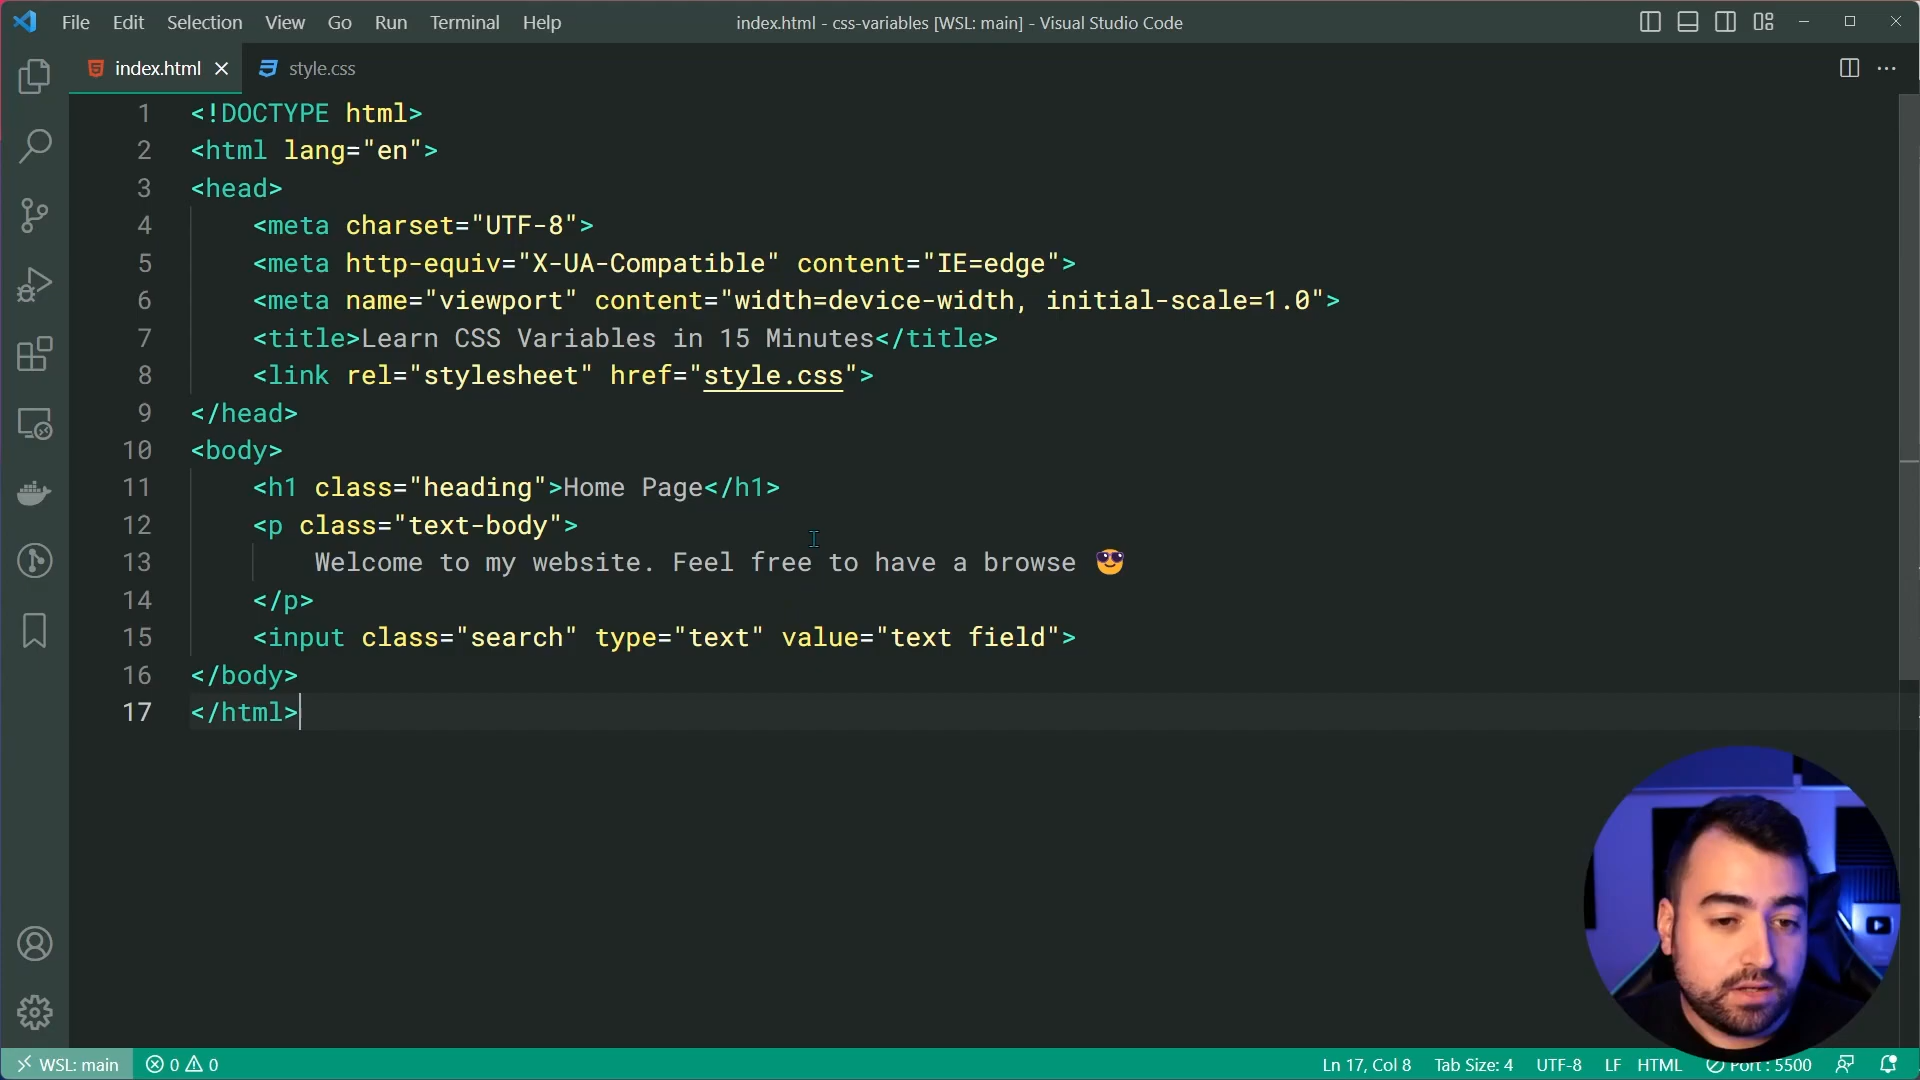 File Edit Selection View Go Run Terminal Help
index.html - css-variables [WSL: main] - Visual Studio Code
index.html
style.css
1 <!DOCTYPE html>
2 <html lang="en">
3 <head>
4 <meta charset="UTF-8">
5 <meta http-equiv="X-UA-Compatible" content="IE=edge">
6 <meta name="viewport" content="width=device-width, initial-scale=1.0">
7 <title>Learn CSS Variables in 15 Minutes</title>
8 <link rel="stylesheet" href="style.css">
9 </head>
10 <body>
11 <h1 class="heading">Home Page</h1>
12 <p class="text-body">
13 Welcome to my website. Feel free to have a browse 😎
14 </p>
15 <input class="search" type="text" value="text field">
16 </body>
17 </html>
WSL: main 0 0 Ln 17, Col 8 Tab Size: 4 UTF-8 LF HTML Port : 5500